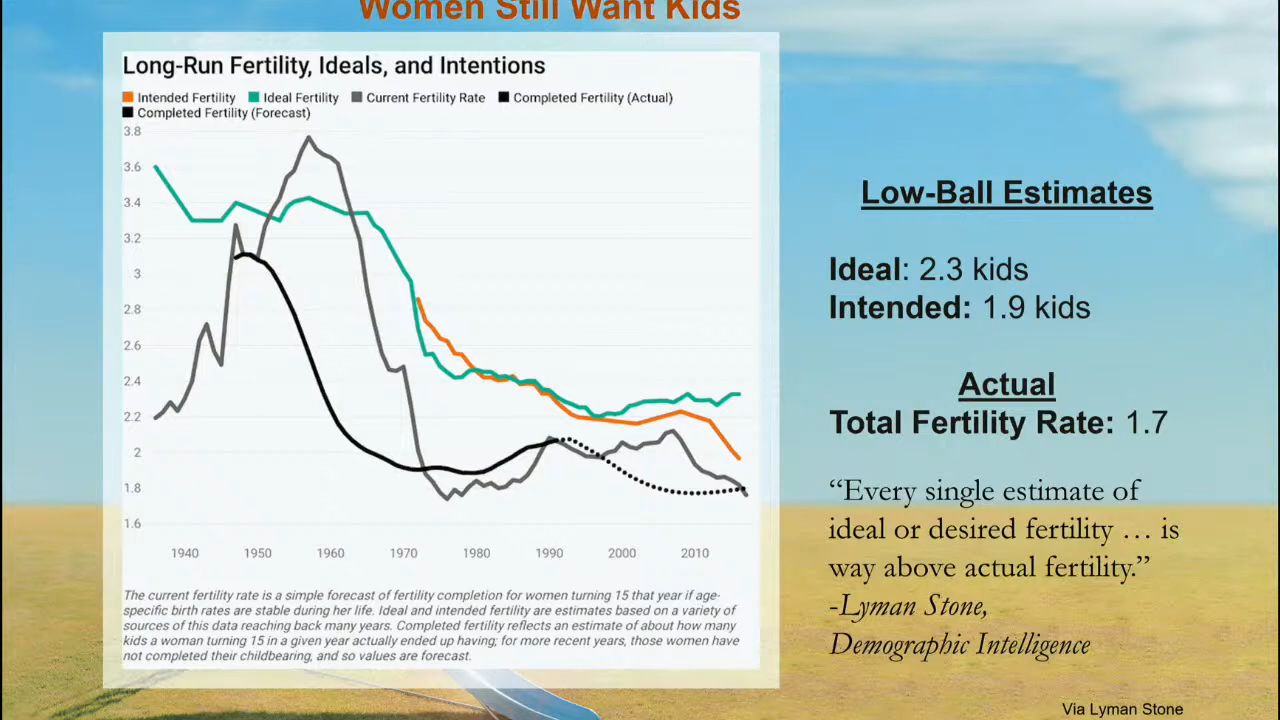 Women Still Want Kids
Long-Run Fertility, Ideals, and Intentions
Intended Fertility Ideal Fertility Current Fertility Rate Completed Fertility (Actual)
Completed Fertility (Forecast)
3.8
3.6
3.4
3.2
3
2.8
2.6
2.4
2.2
2
1.8
1.6
1940 1950 1960 1970 1980 1990 2000 2010
The current fertility rate is a simple forecast of fertility completion for women turning 15 that year if age-
specific birth rates are stable during her life. Ideal and intended fertility are estimates based on a variety of
sources of this data reaching back many years. Completed fertility reflects an estimate of about how many
kids a woman turning 15 in a given year actually ended up having; for more recent years, those women have
not completed their childbearing, and so values are forecast.
Low-Ball Estimates
Ideal: 2.3 kids
Intended: 1.9 kids
Actual
Total Fertility Rate: 1.7
“Every single estimate of
ideal or desired fertility … is
way above actual fertility.”
-Lyman Stone,
Demographic Intelligence
Via Lyman Stone